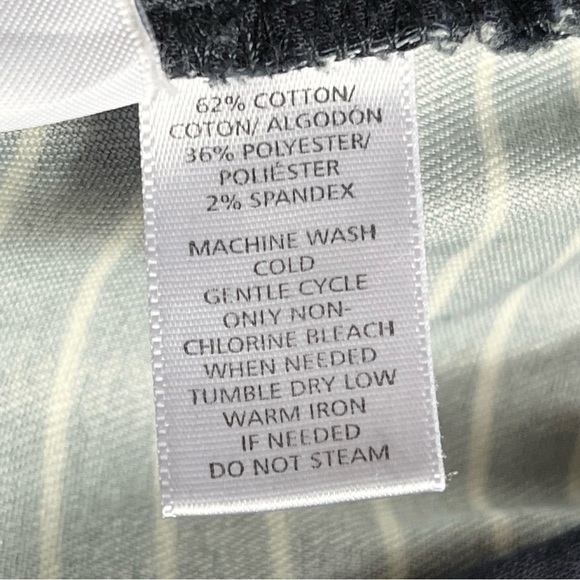 62% COTTON/
COTON/ ALGODÓN
36% POLYESTER/
POLIÉSTER
2% SPANDEX
MACHINE WASH
COLD
GENTLE CYCLE
ONLY NON-
CHLORINE BLEACH
WHEN NEEDED
TUMBLE DRY LOW
WARM IRON
IF NEEDED
DO NOT STEAM